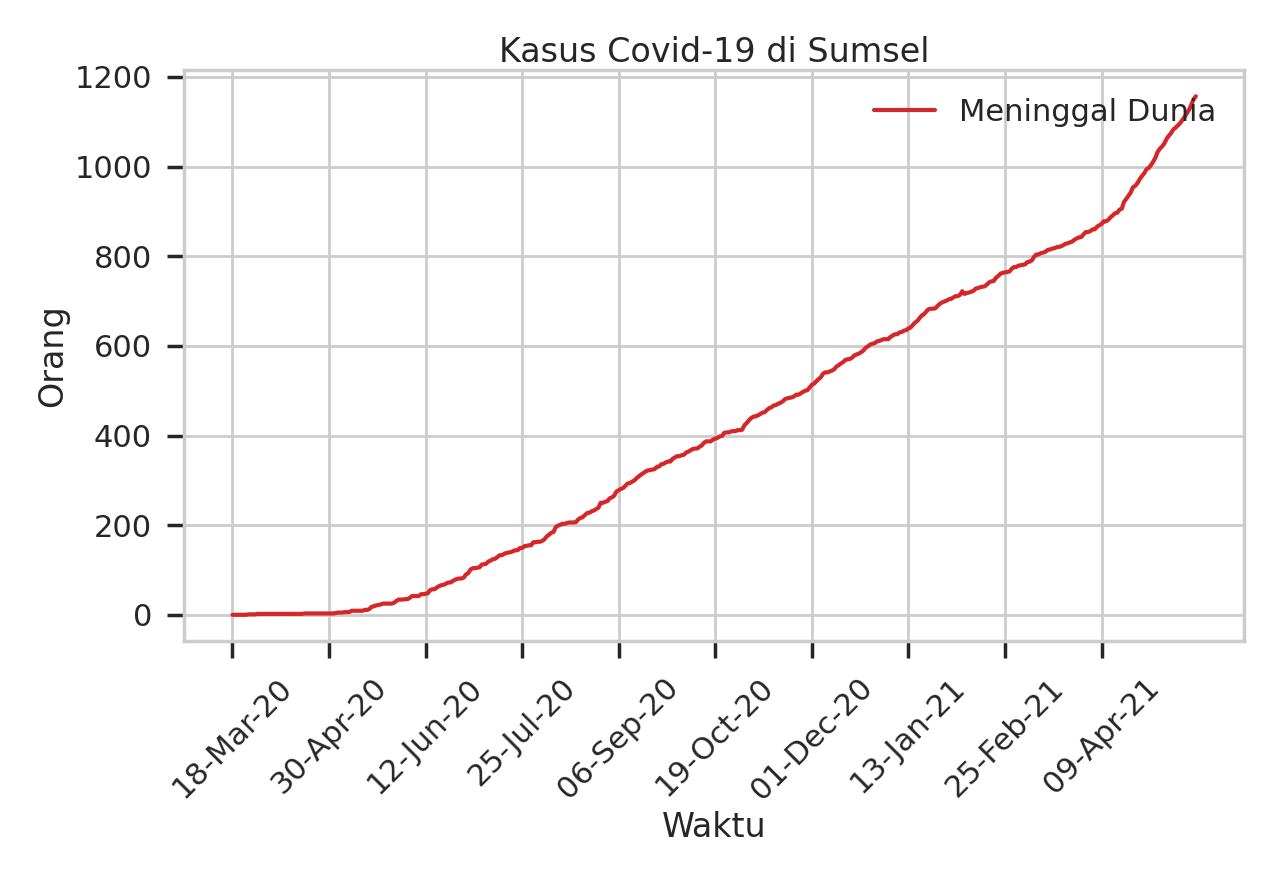 Kasus Covid-19 di Sumsel
Meninggal Dunia
1200
1000
800
600
400
200
0
Orang
18-Mar-20
30-Apr-20
12-Jun-20
25-Jul-20
06-Sep-20
19-Oct-20
01-Dec-20
13-Jan-21
25-Feb-21
09-Apr-21
Waktu